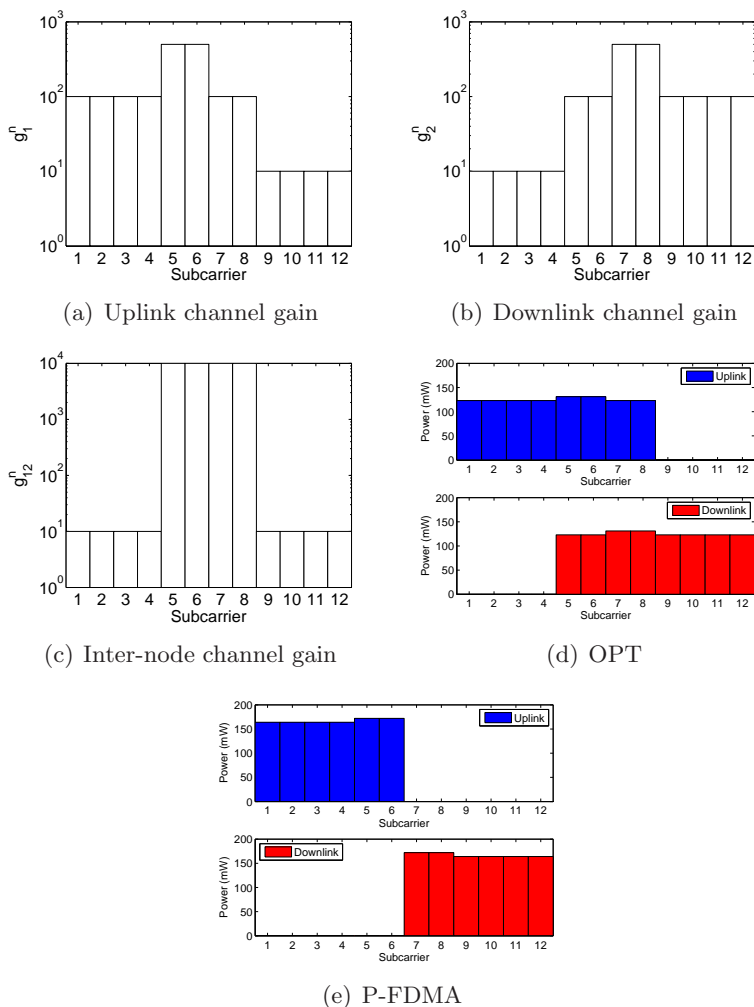 10^3
10^2
10^1
10^0
g_1^n
1 2 3 4 5 6 7 8 9 10 11 12
Subcarrier
(a) Uplink channel gain
10^3
10^2
10^1
10^0
g_2^n
1 2 3 4 5 6 7 8 9 10 11 12
Subcarrier
(b) Downlink channel gain
10^4
10^3
10^2
10^1
10^0
g_12^n
1 2 3 4 5 6 7 8 9 10 11 12
Subcarrier
(c) Inter-node channel gain
200
150
100
50
0
Power (mW)
Uplink
1 2 3 4 5 6 7 8 9 10 11 12
Subcarrier
200
150
100
50
0
Power (mW)
Downlink
1 2 3 4 5 6 7 8 9 10 11 12
Subcarrier
(d) OPT
200
150
100
50
0
Power (mW)
Uplink
1 2 3 4 5 6 7 8 9 10 11 12
Subcarrier
200
150
100
50
0
Power (mW)
Downlink
1 2 3 4 5 6 7 8 9 10 11 12
Subcarrier
(e) P-FDMA